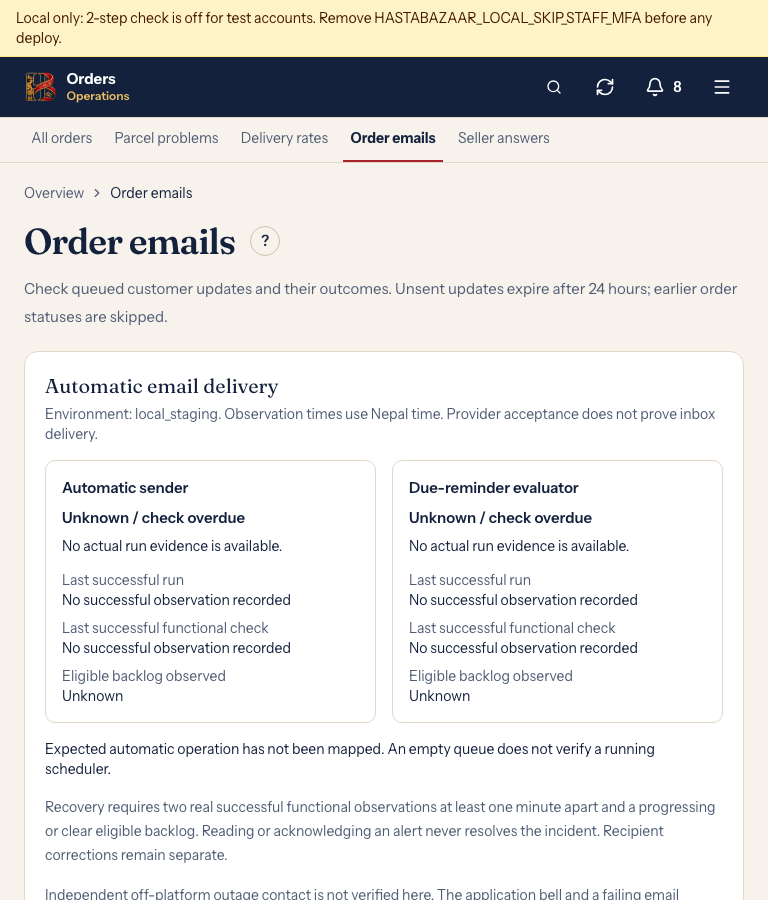 Local only: 2-step check is off for test accounts. Remove HASTABAZAAR_LOCAL_SKIP_STAFF_MFA before any
deploy.
Orders
Operations
8
All orders
Parcel problems
Delivery rates
Order emails
Seller answers
Overview > Order emails
Order emails ?
Check queued customer updates and their outcomes. Unsent updates expire after 24 hours; earlier order
statuses are skipped.
Automatic email delivery
Environment: local_staging. Observation times use Nepal time. Provider acceptance does not prove inbox
delivery.
Automatic sender
Unknown / check overdue
No actual run evidence is available.
Last successful run
No successful observation recorded
Last successful functional check
No successful observation recorded
Eligible backlog observed
Unknown
Due-reminder evaluator
Unknown / check overdue
No actual run evidence is available.
Last successful run
No successful observation recorded
Last successful functional check
No successful observation recorded
Eligible backlog observed
Unknown
Expected automatic operation has not been mapped. An empty queue does not verify a running
scheduler.
Recovery requires two real successful functional observations at least one minute apart and a progressing
or clear eligible backlog. Reading or acknowledging an alert never resolves the incident. Recipient
corrections remain separate.
Independent off-platform outage contact is not verified here. The application bell and a failing email